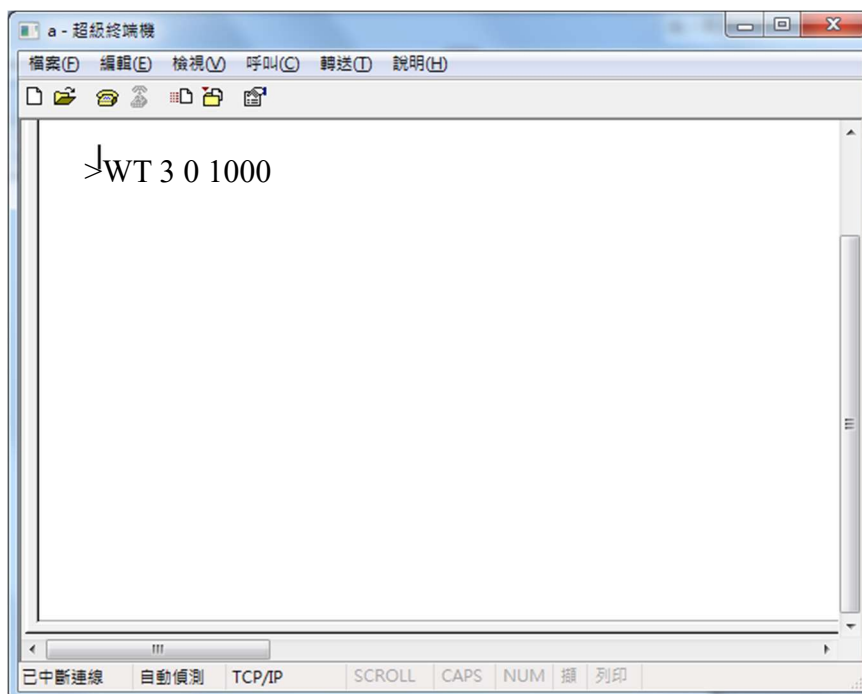 a - 超級終端機
檔案(F) 編輯(E) 檢視(V) 呼叫(C) 轉送(T) 說明(H)
>WT 3 0 1000
已中斷連線 自動偵測 TCP/IP SCROLL CAPS NUM 擷 列印